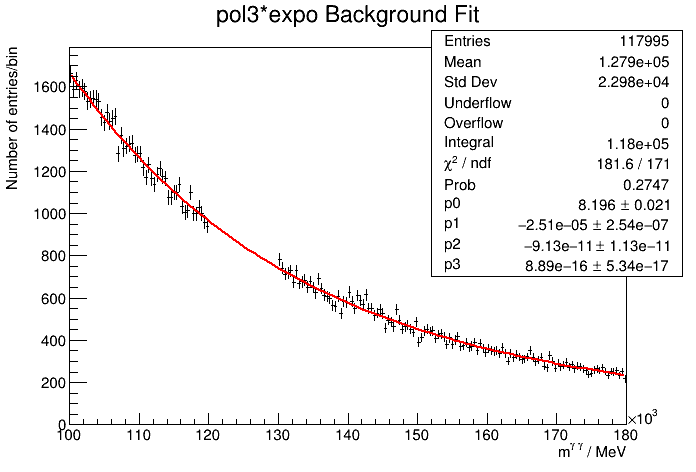 pol3*expo Background Fit
Entries 117995
Mean 1.279e+05
Std Dev 2.298e+04
Underflow 0
Overflow 0
Integral 1.18e+05
χ² / ndf 181.6 / 171
Prob 0.2747
p0 8.196 ± 0.021
p1 −2.51e−05 ± 2.54e−07
p2 −9.13e−11 ± 1.13e−11
p3 8.89e−16 ± 5.34e−17
Number of entries/bin
1600
1400
1200
1000
800
600
400
200
0
100 110 120 130 140 150 160 170 180
×10³
m^γγ / MeV